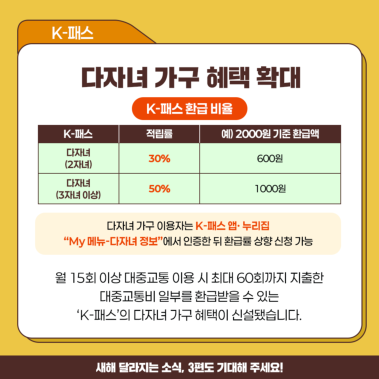 K-패스
다자녀 가구 혜택 확대
K-패스 환급 비율
K-패스 적립률 예) 2000원 기준 환급액
다자녀
(2자녀) 30% 600원
다자녀
(3자녀 이상) 50% 1000원
다자녀 가구 이용자는 K-패스 앱·누리집
“My 메뉴-다자녀 정보”에서 인증한 뒤 환급률 상향 신청 가능
월 15회 이상 대중교통 이용 시 최대 60회까지 지출한
대중교통비 일부를 환급받을 수 있는
‘K-패스’의 다자녀 가구 혜택이 신설됐습니다.
새해 달라지는 소식, 3편도 기대해 주세요!